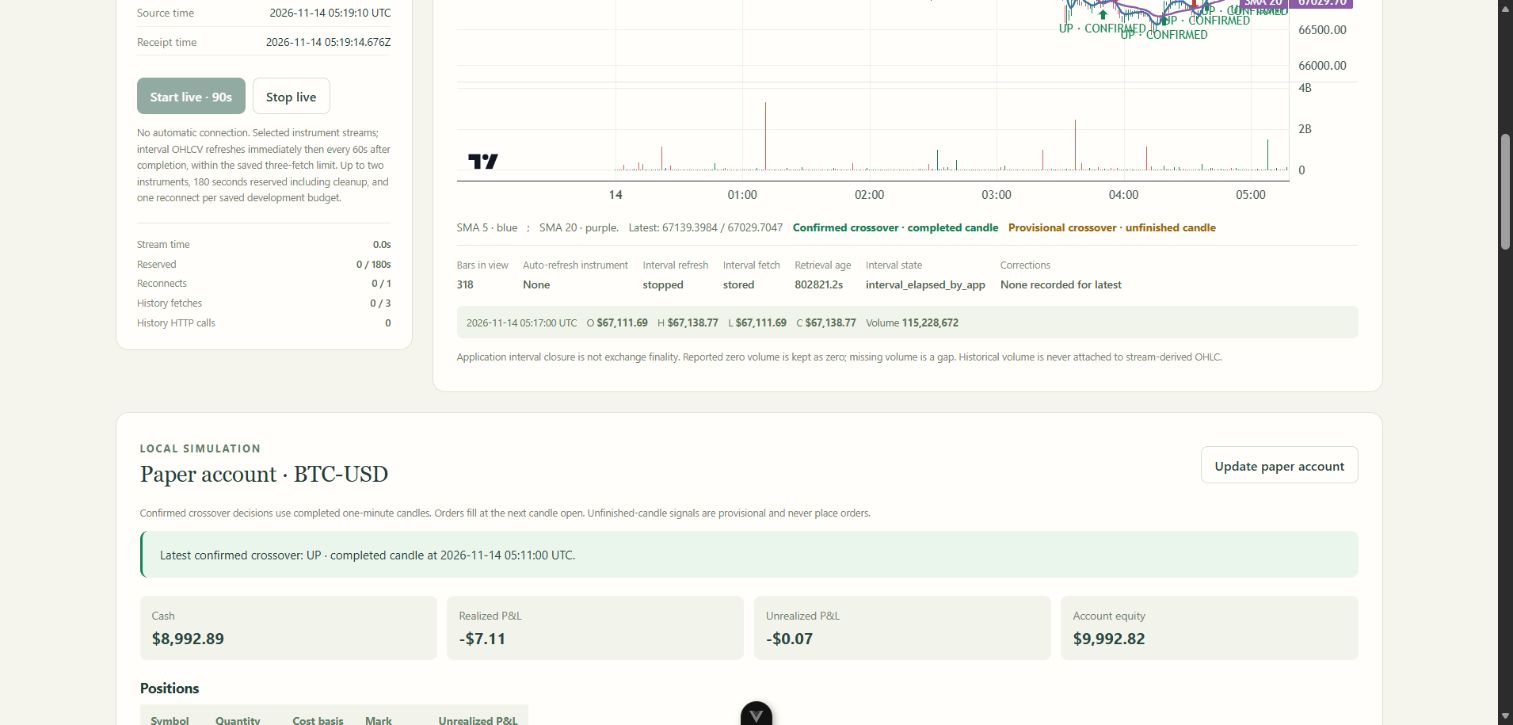 Source time 2026-11-14 05:19:10 UTC
Receipt time 2026-11-14 05:19:14.676Z
Start live · 90s Stop live
No automatic connection. Selected instrument streams;
interval OHLCV refreshes immediately then every 60s after
completion, within the saved three-fetch limit. Up to two
instruments, 180 seconds reserved including cleanup, and
one reconnect per saved development budget.
Stream time 0.0s
Reserved 0 / 180s
Reconnects 0 / 1
History fetches 0 / 3
History HTTP calls 0
SMA 20 67029.70
UP · CONFIRMED
UP · CONFIRMED
UP · CONFIRMED
UP · CONFIRMED
66500.00
66000.00
4B
2B
0
14 01:00 02:00 03:00 04:00 05:00
SMA 5 · blue ; SMA 20 · purple. Latest: 67139.3984 / 67029.7047 Confirmed crossover · completed candle Provisional crossover · unfinished candle
Bars in view Auto-refresh instrument Interval refresh Interval fetch Retrieval age Interval state Corrections
318 None stopped stored 802821.2s interval_elapsed_by_app None recorded for latest
2026-11-14 05:17:00 UTC O $67,111.69 H $67,138.77 L $67,111.69 C $67,138.77 Volume 115,228,672
Application interval closure is not exchange finality. Reported zero volume is kept as zero; missing volume is a gap. Historical volume is never attached to stream-derived OHLC.
LOCAL SIMULATION
Paper account · BTC-USD
Update paper account
Confirmed crossover decisions use completed one-minute candles. Orders fill at the next candle open. Unfinished-candle signals are provisional and never place orders.
Latest confirmed crossover: UP · completed candle at 2026-11-14 05:11:00 UTC.
Cash Realized P&L Unrealized P&L Account equity
$8,992.89 -$7.11 -$0.07 $9,992.82
Positions
Symbol Quantity Cost basis Mark Unrealized P&L